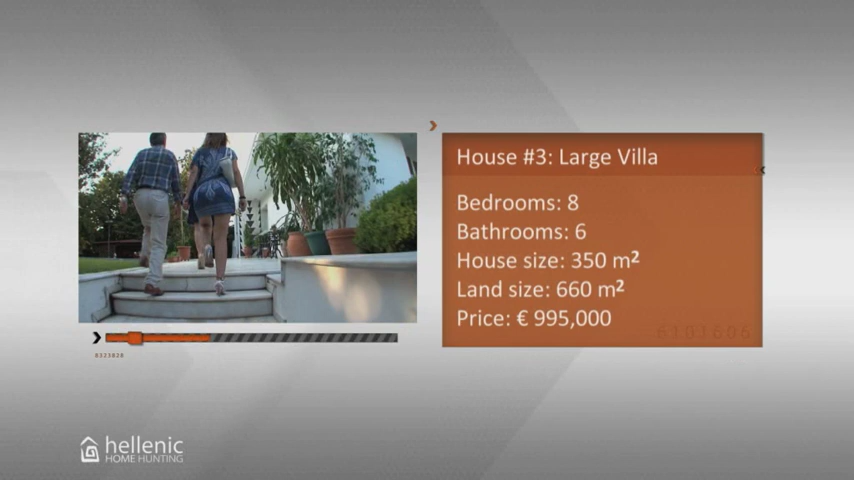 House #3: Large Villa
Bedrooms: 8
Bathrooms: 6
House size: 350 m²
Land size: 660 m²
Price: € 995,000
8323828
hellenic
HOME HUNTING